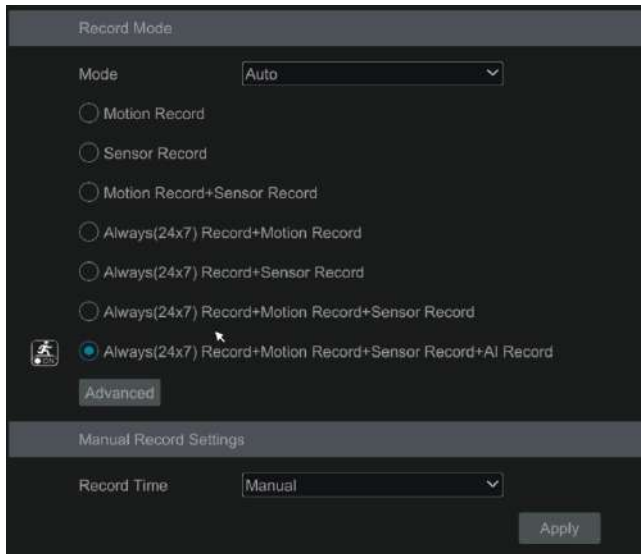 Record Mode
Mode Auto
Motion Record
Sensor Record
Motion Record+Sensor Record
Always(24x7) Record+Motion Record
Always(24x7) Record+Sensor Record
Always(24x7) Record+Motion Record+Sensor Record
ON Always(24x7) Record+Motion Record+Sensor Record+AI Record
Advanced
Manual Record Settings
Record Time Manual
Apply